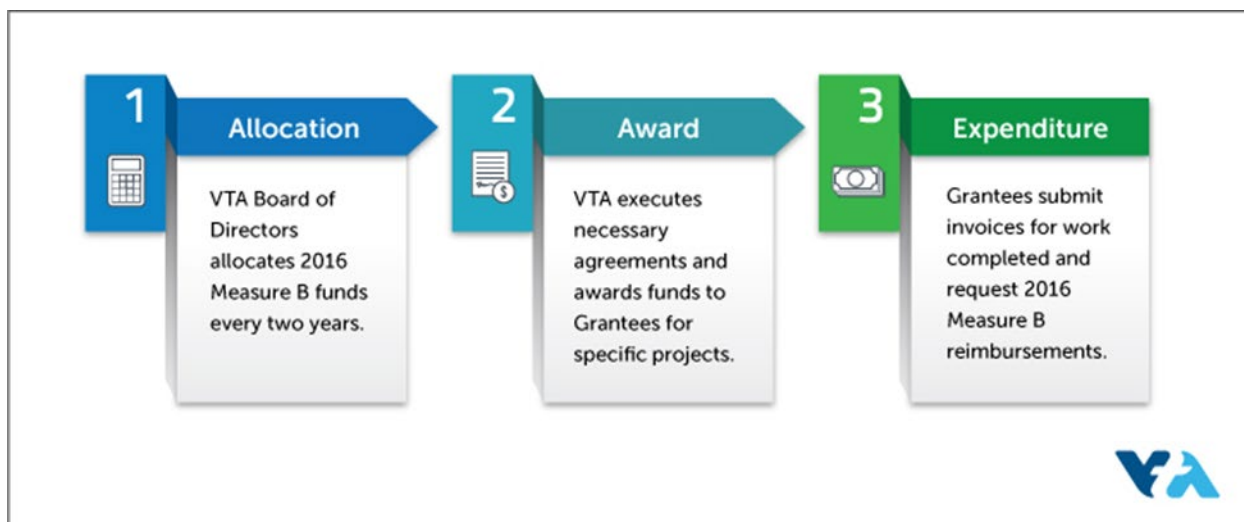 1
Allocation
VTA Board of
Directors
allocates 2016
Measure B funds
every two years.
2
Award
$
VTA executes
necessary
agreements and
awards funds to
Grantees for
specific projects.
3
Expenditure
Grantees submit
invoices for work
completed and
request 2016
Measure B
reimbursements.
VTA